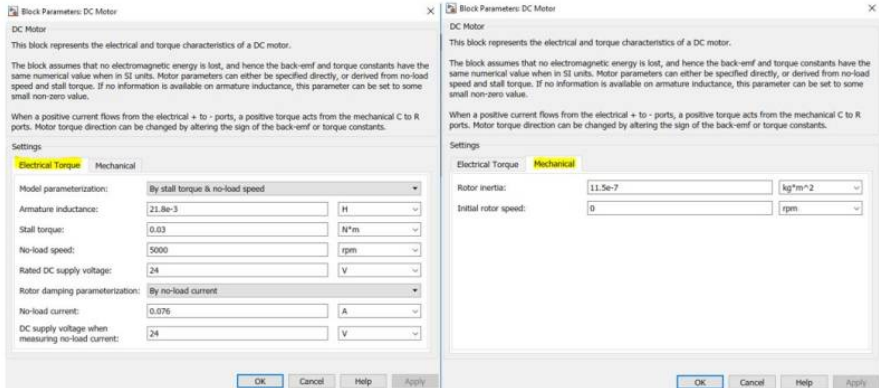 Block Parameters: DC Motor
DC Motor
This block represents the electrical and torque characteristics of a DC motor.
The block assumes that no electromagnetic energy is lost, and hence the back-emf and torque constants have the
same numerical value when in SI units. Motor parameters can either be specified directly, or derived from no-load
speed and stall torque. If no information is available on armature inductance, this parameter can be set to some
small non-zero value.
When a positive current flows from the electrical + to - ports, a positive torque acts from the mechanical C to R
ports. Motor torque direction can be changed by altering the sign of the back-emf or torque constants.
Settings
Electrical Torque Mechanical
Model parameterization: By stall torque & no-load speed
Armature inductance: 21.8e-3 H
Stall torque: 0.03 N*m
No-load speed: 5000 rpm
Rated DC supply voltage: 24 V
Rotor damping parameterization: By no-load current
No-load current: 0.076 A
DC supply voltage when
measuring no-load current: 24 V
OK Cancel Help Apply
Block Parameters: DC Motor
DC Motor
This block represents the electrical and torque characteristics of a DC motor.
The block assumes that no electromagnetic energy is lost, and hence the back-emf and torque constants have the
same numerical value when in SI units. Motor parameters can either be specified directly, or derived from no-load
speed and stall torque. If no information is available on armature inductance, this parameter can be set to some
small non-zero value.
When a positive current flows from the electrical + to - ports, a positive torque acts from the mechanical C to R
ports. Motor torque direction can be changed by altering the sign of the back-emf or torque constants.
Settings
Electrical Torque Mechanical
Rotor inertia: 11.5e-7 kg*m^2
Initial rotor speed: 0 rpm
OK Cancel Help Apply